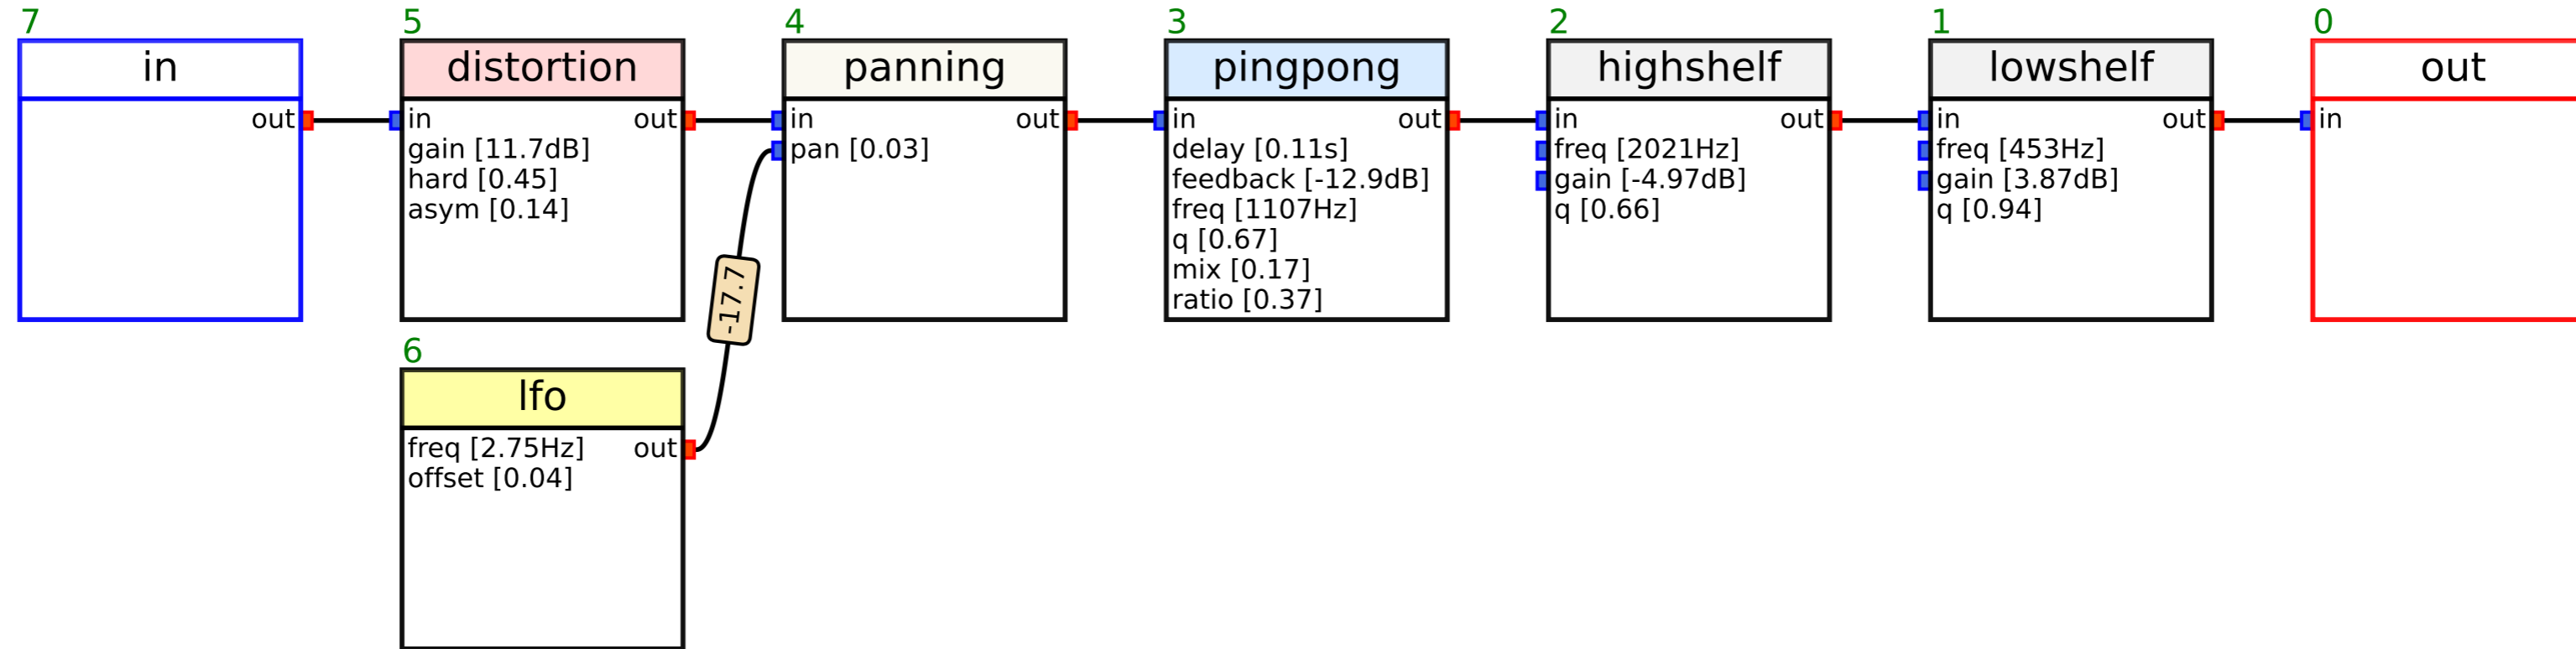 7
in
out
5
distortion
in out
gain [11.7dB]
hard [0.45]
asym [0.14]
4
panning
in out
pan [0.03]
3
pingpong
in out
delay [0.11s]
feedback [-12.9dB]
freq [1107Hz]
q [0.67]
mix [0.17]
ratio [0.37]
2
highshelf
in out
freq [2021Hz]
gain [-4.97dB]
q [0.66]
1
lowshelf
in out
freq [453Hz]
gain [3.87dB]
q [0.94]
0
out
in
-17.7
6
lfo
freq [2.75Hz] out
offset [0.04]